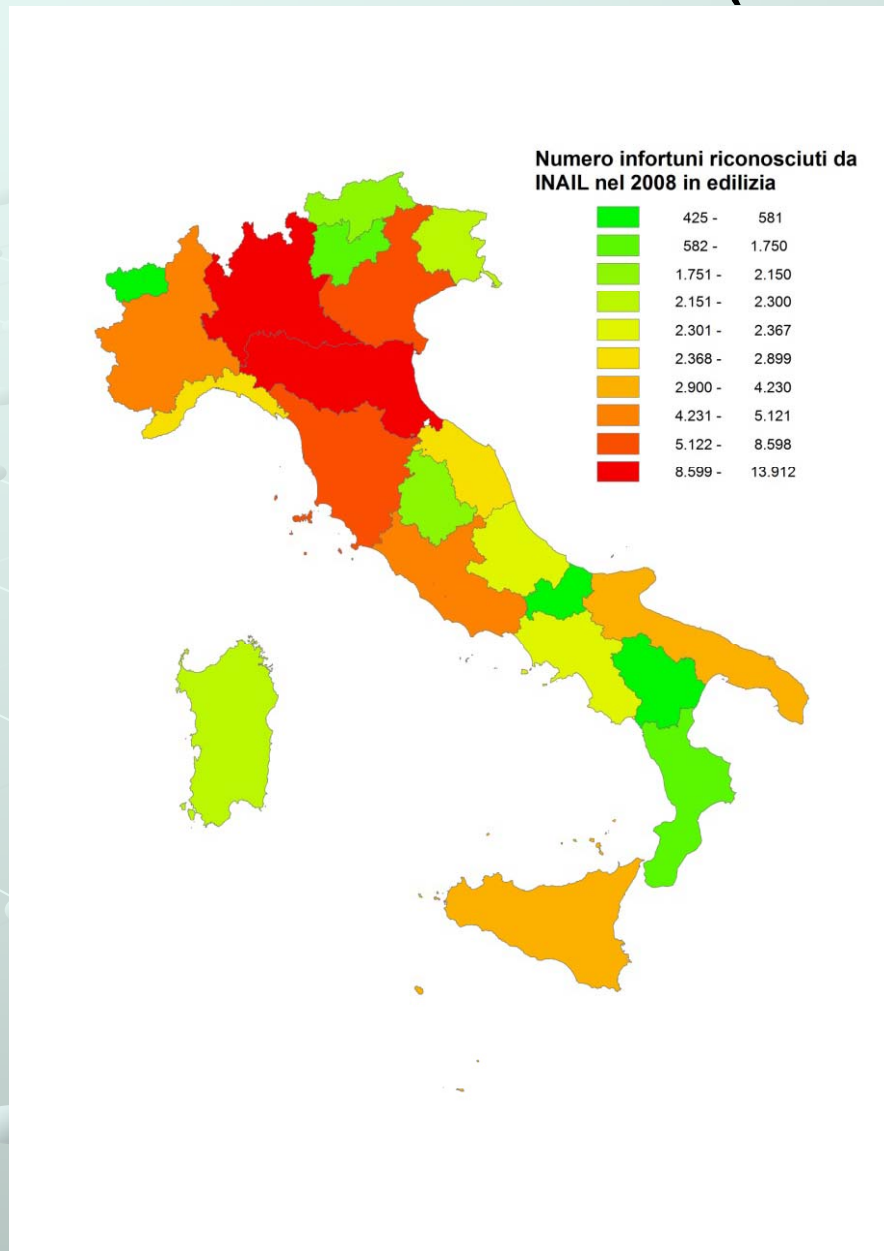 Numero infortuni riconosciuti da
INAIL nel 2008 in edilizia
425 - 581
582 - 1.750
1.751 - 2.150
2.151 - 2.300
2.301 - 2.367
2.368 - 2.899
2.900 - 4.230
4.231 - 5.121
5.122 - 8.598
8.599 - 13.912